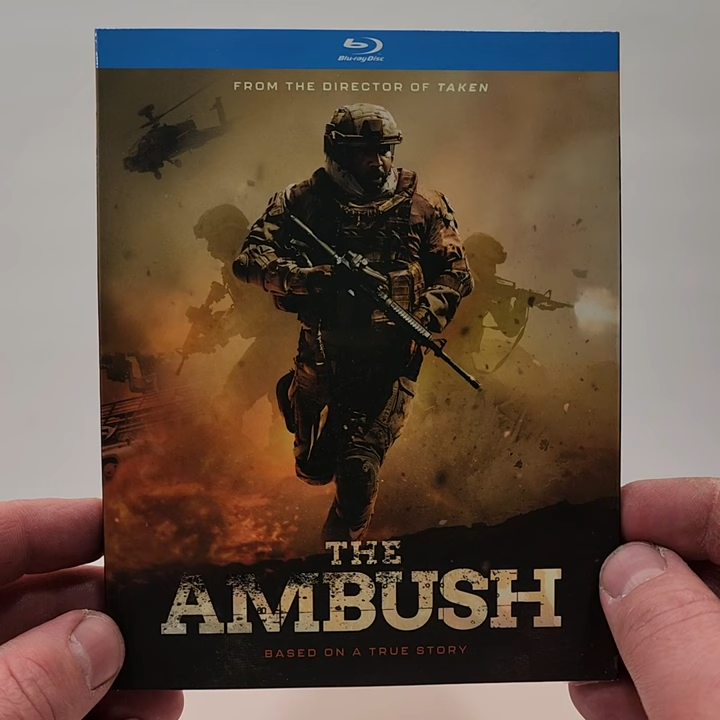 Blu-ray Disc
FROM THE DIRECTOR OF TAKEN
THE
AMBUSH
BASED ON A TRUE STORY